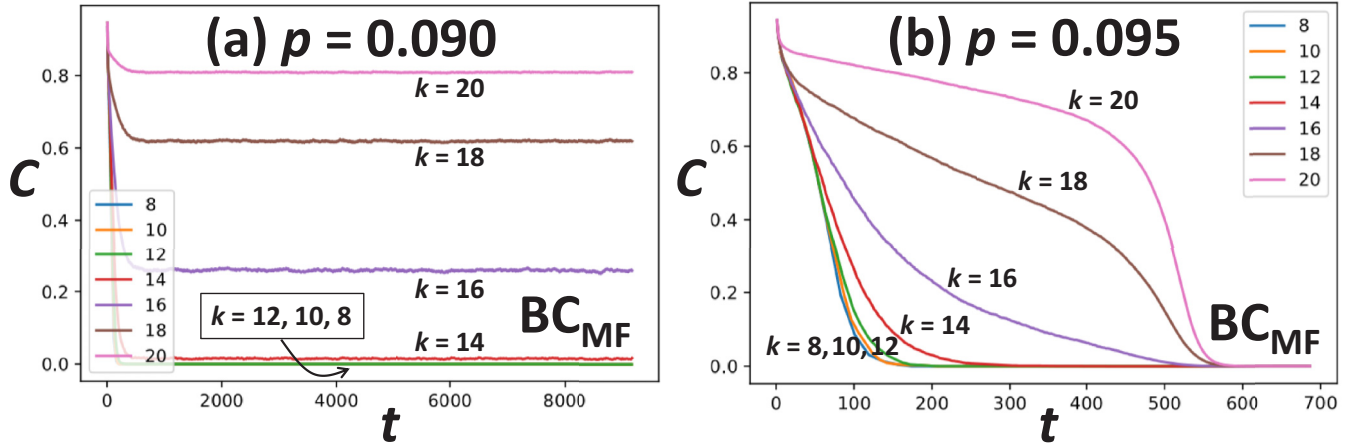 (a) p = 0.090
C
0.8
0.6
0.4
0.2
0.0
k = 20
k = 18
k = 16
k = 14
k = 12, 10, 8
8
10
12
14
16
18
20
BC_MF
0
2000
4000
6000
8000
t
(b) p = 0.095
C
0.8
0.6
0.4
0.2
0.0
k = 20
k = 18
k = 16
k = 14
k = 8, 10, 12
8
10
12
14
16
18
20
BC_MF
0
100
200
300
400
500
600
700
t